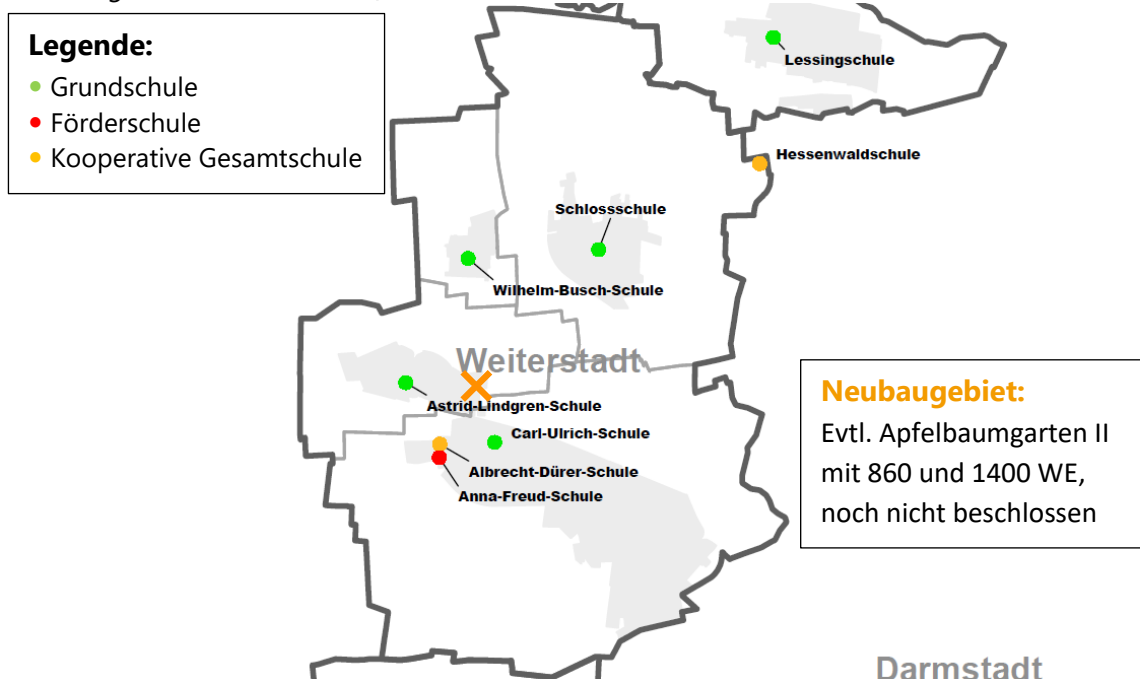 Legende:
Grundschule
Förderschule
Kooperative Gesamtschule
Lessingschule
Hessenwaldschule
Schlossschule
Wilhelm-Busch-Schule
Weiterstadt
Astrid-Lindgren-Schule
Carl-Ulrich-Schule
Albrecht-Dürer-Schule
Anna-Freud-Schule
Neubaugebiet:
Evtl. Apfelbaumgarten II
mit 860 und 1400 WE,
noch nicht beschlossen
Darmstadt